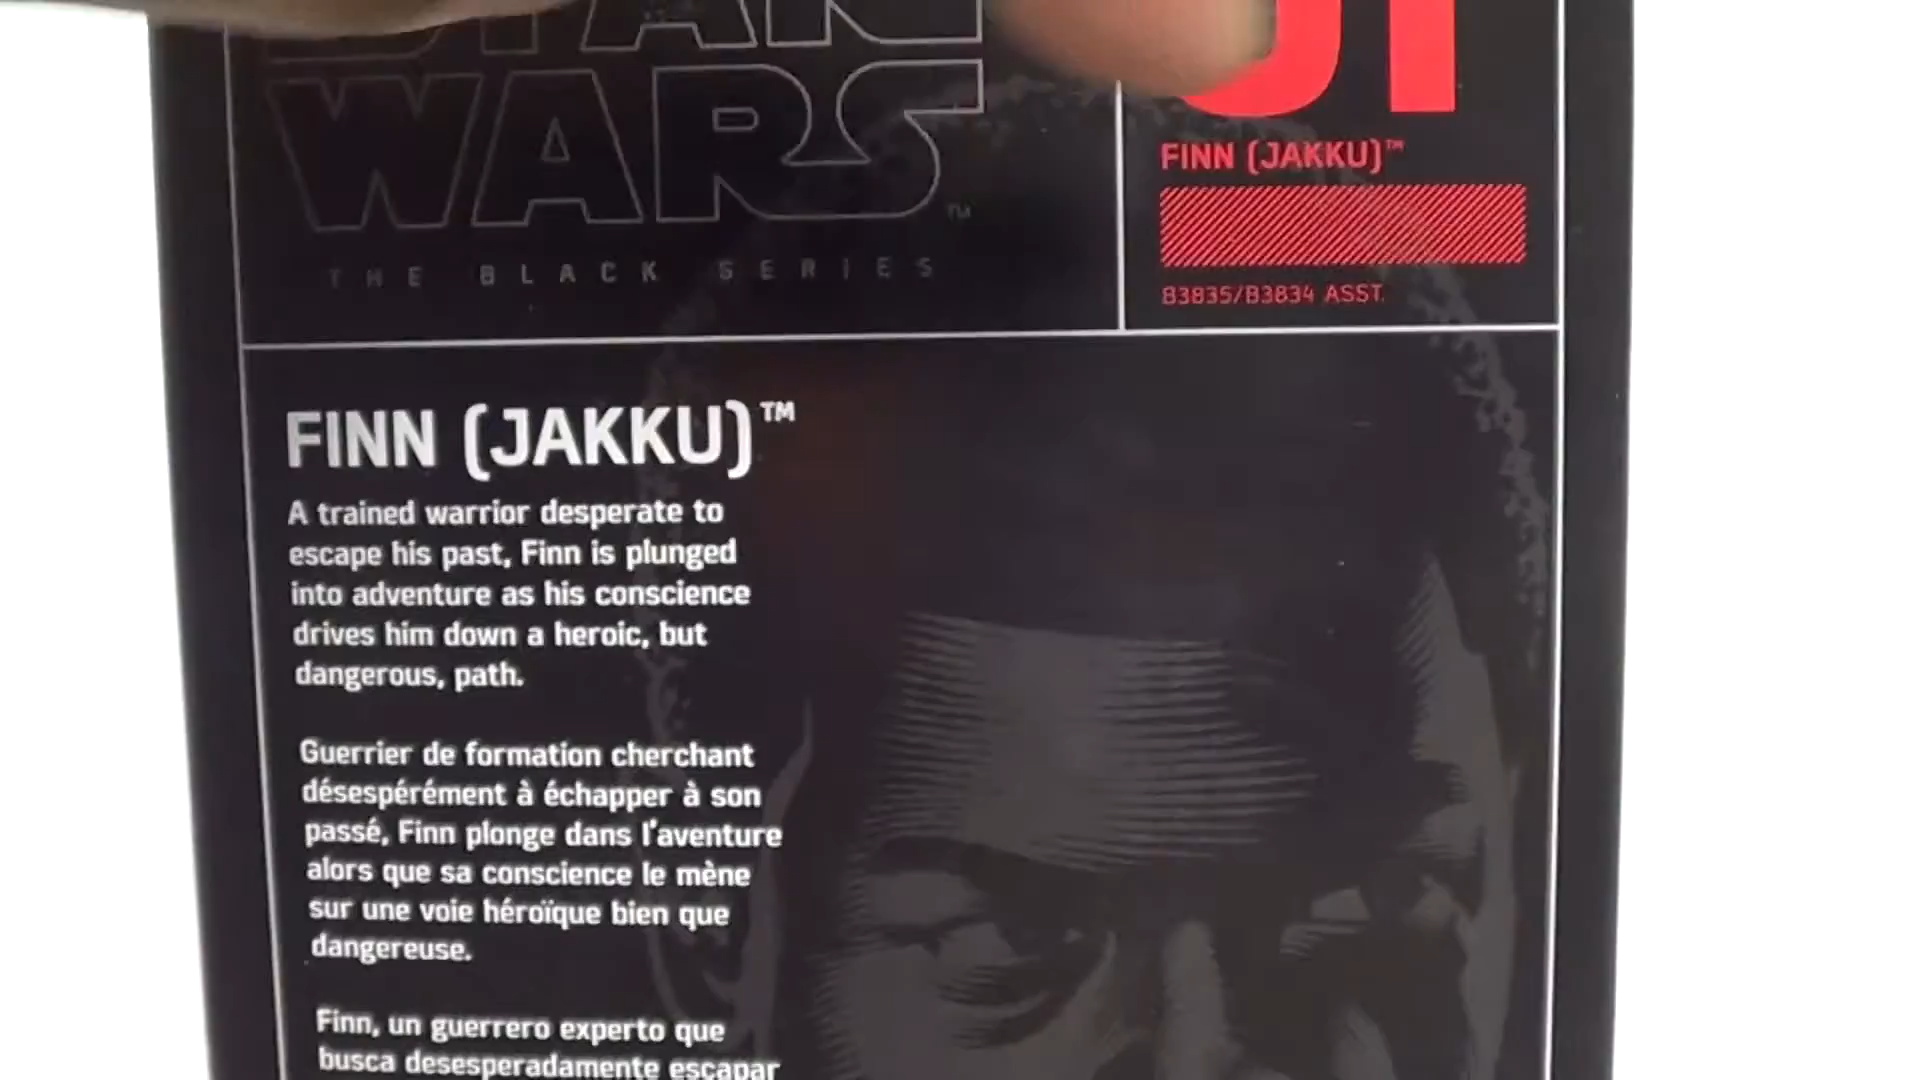 STAR
WARS
™
THE BLACK SERIES
01
FINN (JAKKU)™
B3835/B3834 ASST.
FINN (JAKKU)™
A trained warrior desperate to
escape his past, Finn is plunged
into adventure as his conscience
drives him down a heroic, but
dangerous, path.
Guerrier de formation cherchant
désespérément à échapper à son
passé, Finn plonge dans l'aventure
alors que sa conscience le mène
sur une voie héroïque bien que
dangereuse.
Finn, un guerrero experto que
busca desesperadamente escapar